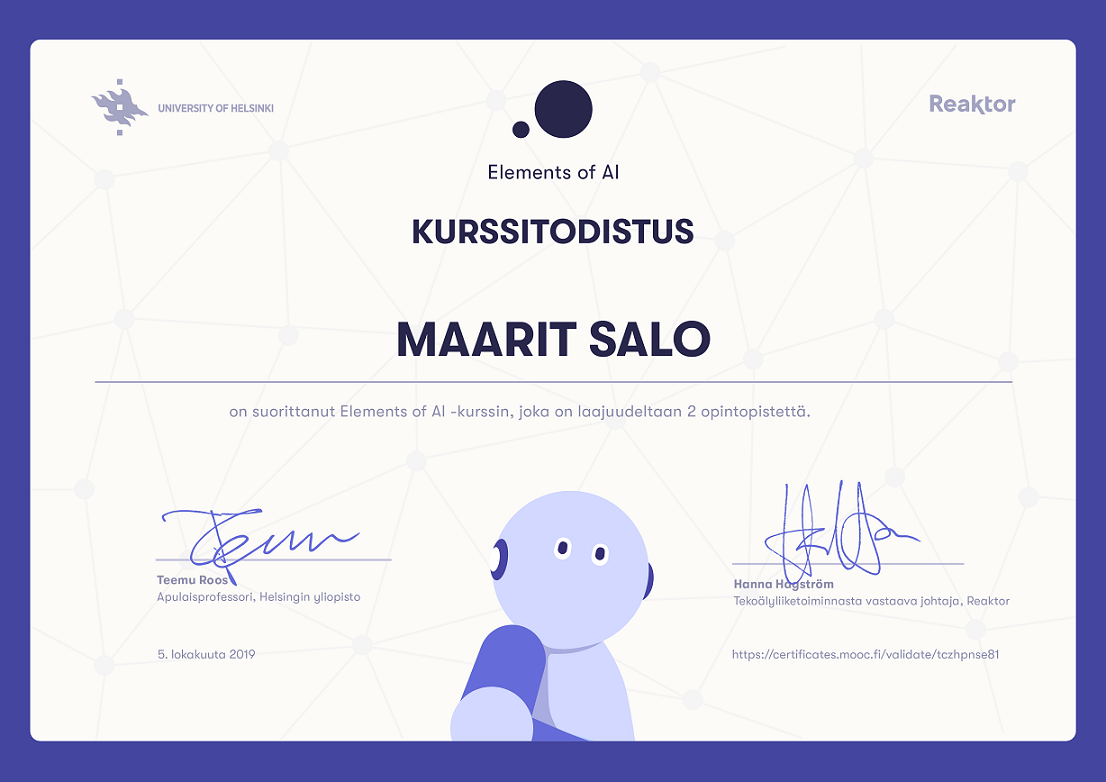 UNIVERSITY OF HELSINKI
Reaktor
Elements of AI
KURSSITODISTUS
MAARIT SALO
on suorittanut Elements of AI -kurssin, joka on laajuudeltaan 2 opintopistettä.
Teemu
Teemu Roos
Apulaisprofessori, Helsingin yliopisto
5. lokakuuta 2019
Hanna Hagström
Tekoälyliiketoiminnasta vastaava johtaja, Reaktor
https://certificates.mooc.fi/validate/tczhpnse81